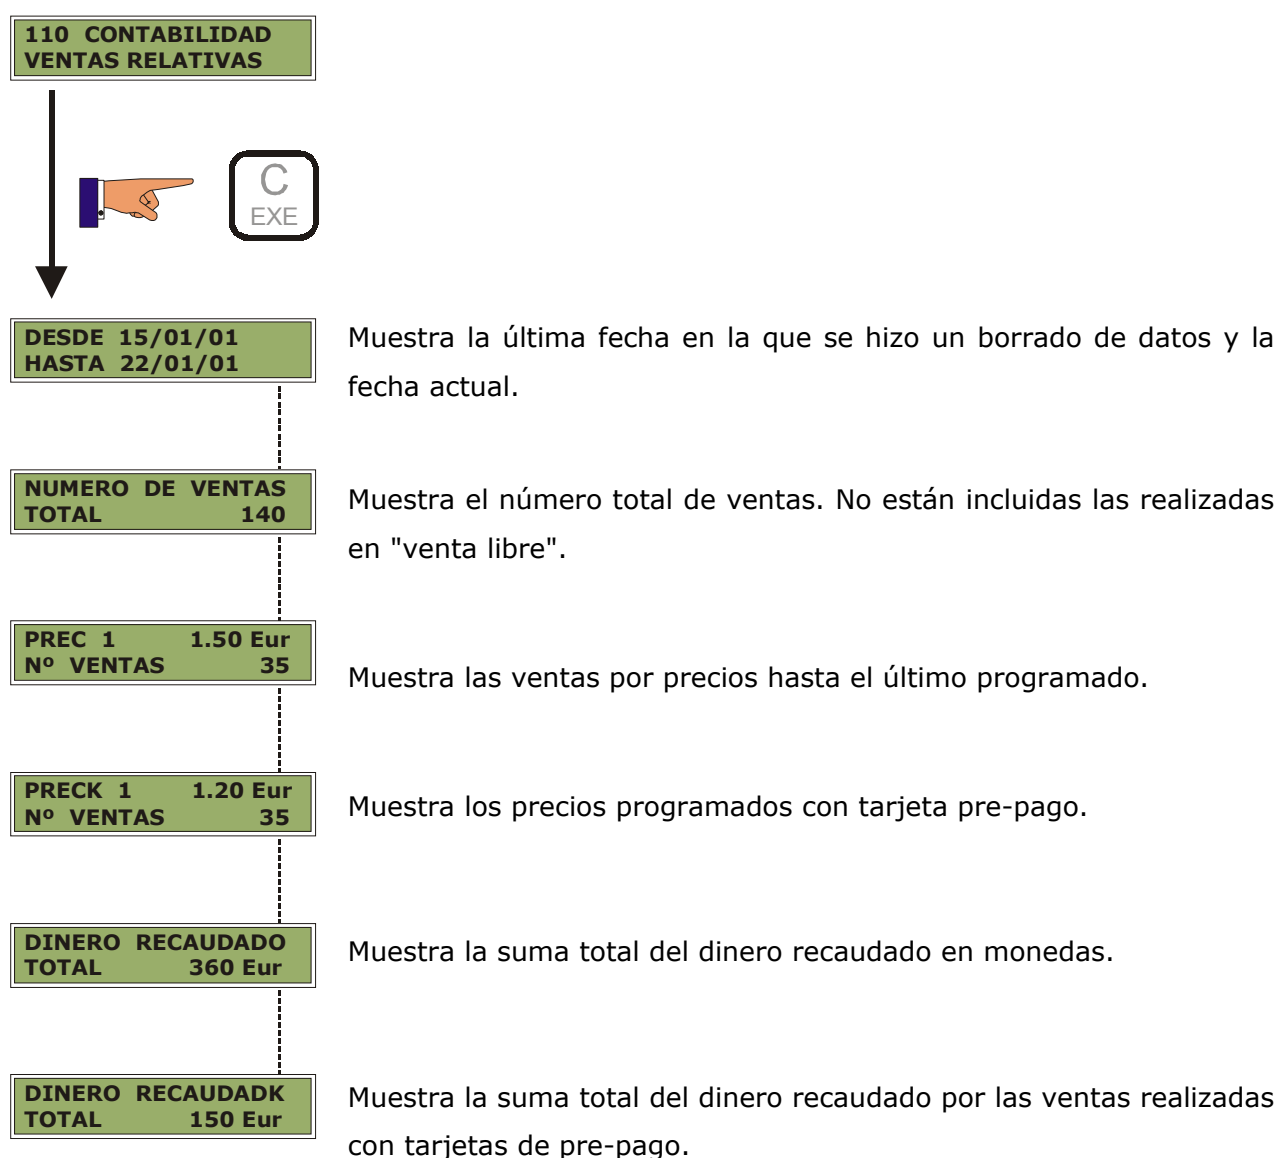 110 CONTABILIDAD
VENTAS RELATIVAS
C
EXE
DESDE 15/01/01
HASTA 22/01/01
Muestra la última fecha en la que se hizo un borrado de datos y la
fecha actual.
NUMERO DE VENTAS
TOTAL 140
Muestra el número total de ventas. No están incluidas las realizadas
en "venta libre".
PREC 1 1.50 Eur
Nº VENTAS 35
Muestra las ventas por precios hasta el último programado.
PRECK 1 1.20 Eur
Nº VENTAS 35
Muestra los precios programados con tarjeta pre-pago.
DINERO RECAUDADO
TOTAL 360 Eur
Muestra la suma total del dinero recaudado en monedas.
DINERO RECAUDADK
TOTAL 150 Eur
Muestra la suma total del dinero recaudado por las ventas realizadas
con tarjetas de pre-pago.